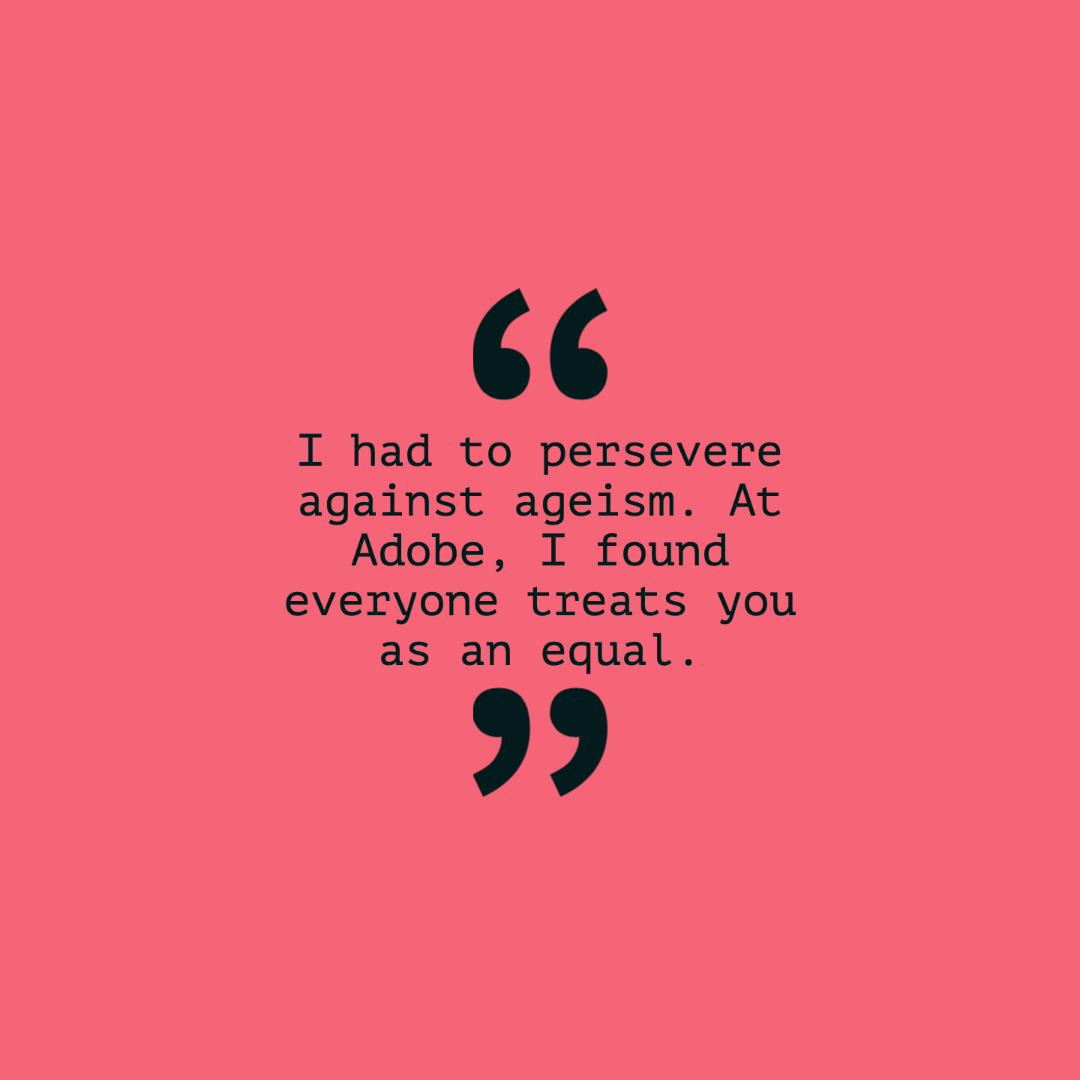 “
I had to persevere
against ageism. At
Adobe, I found
everyone treats you
as an equal.
”